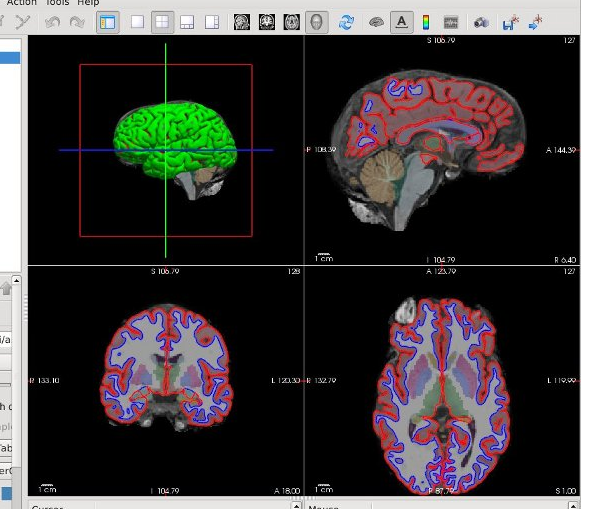 Action Tools Help
A
S 106.79 127
P 108.39 A 144.39
1 cm I 104.79 R 6.40
S 106.79 128
A 123.79 127
R 133.10 L 120.30
R 132.79 L 119.99
1 cm I 104.79 A 18.00
1 cm P 87.79 S 1.00
Cursor Mouse